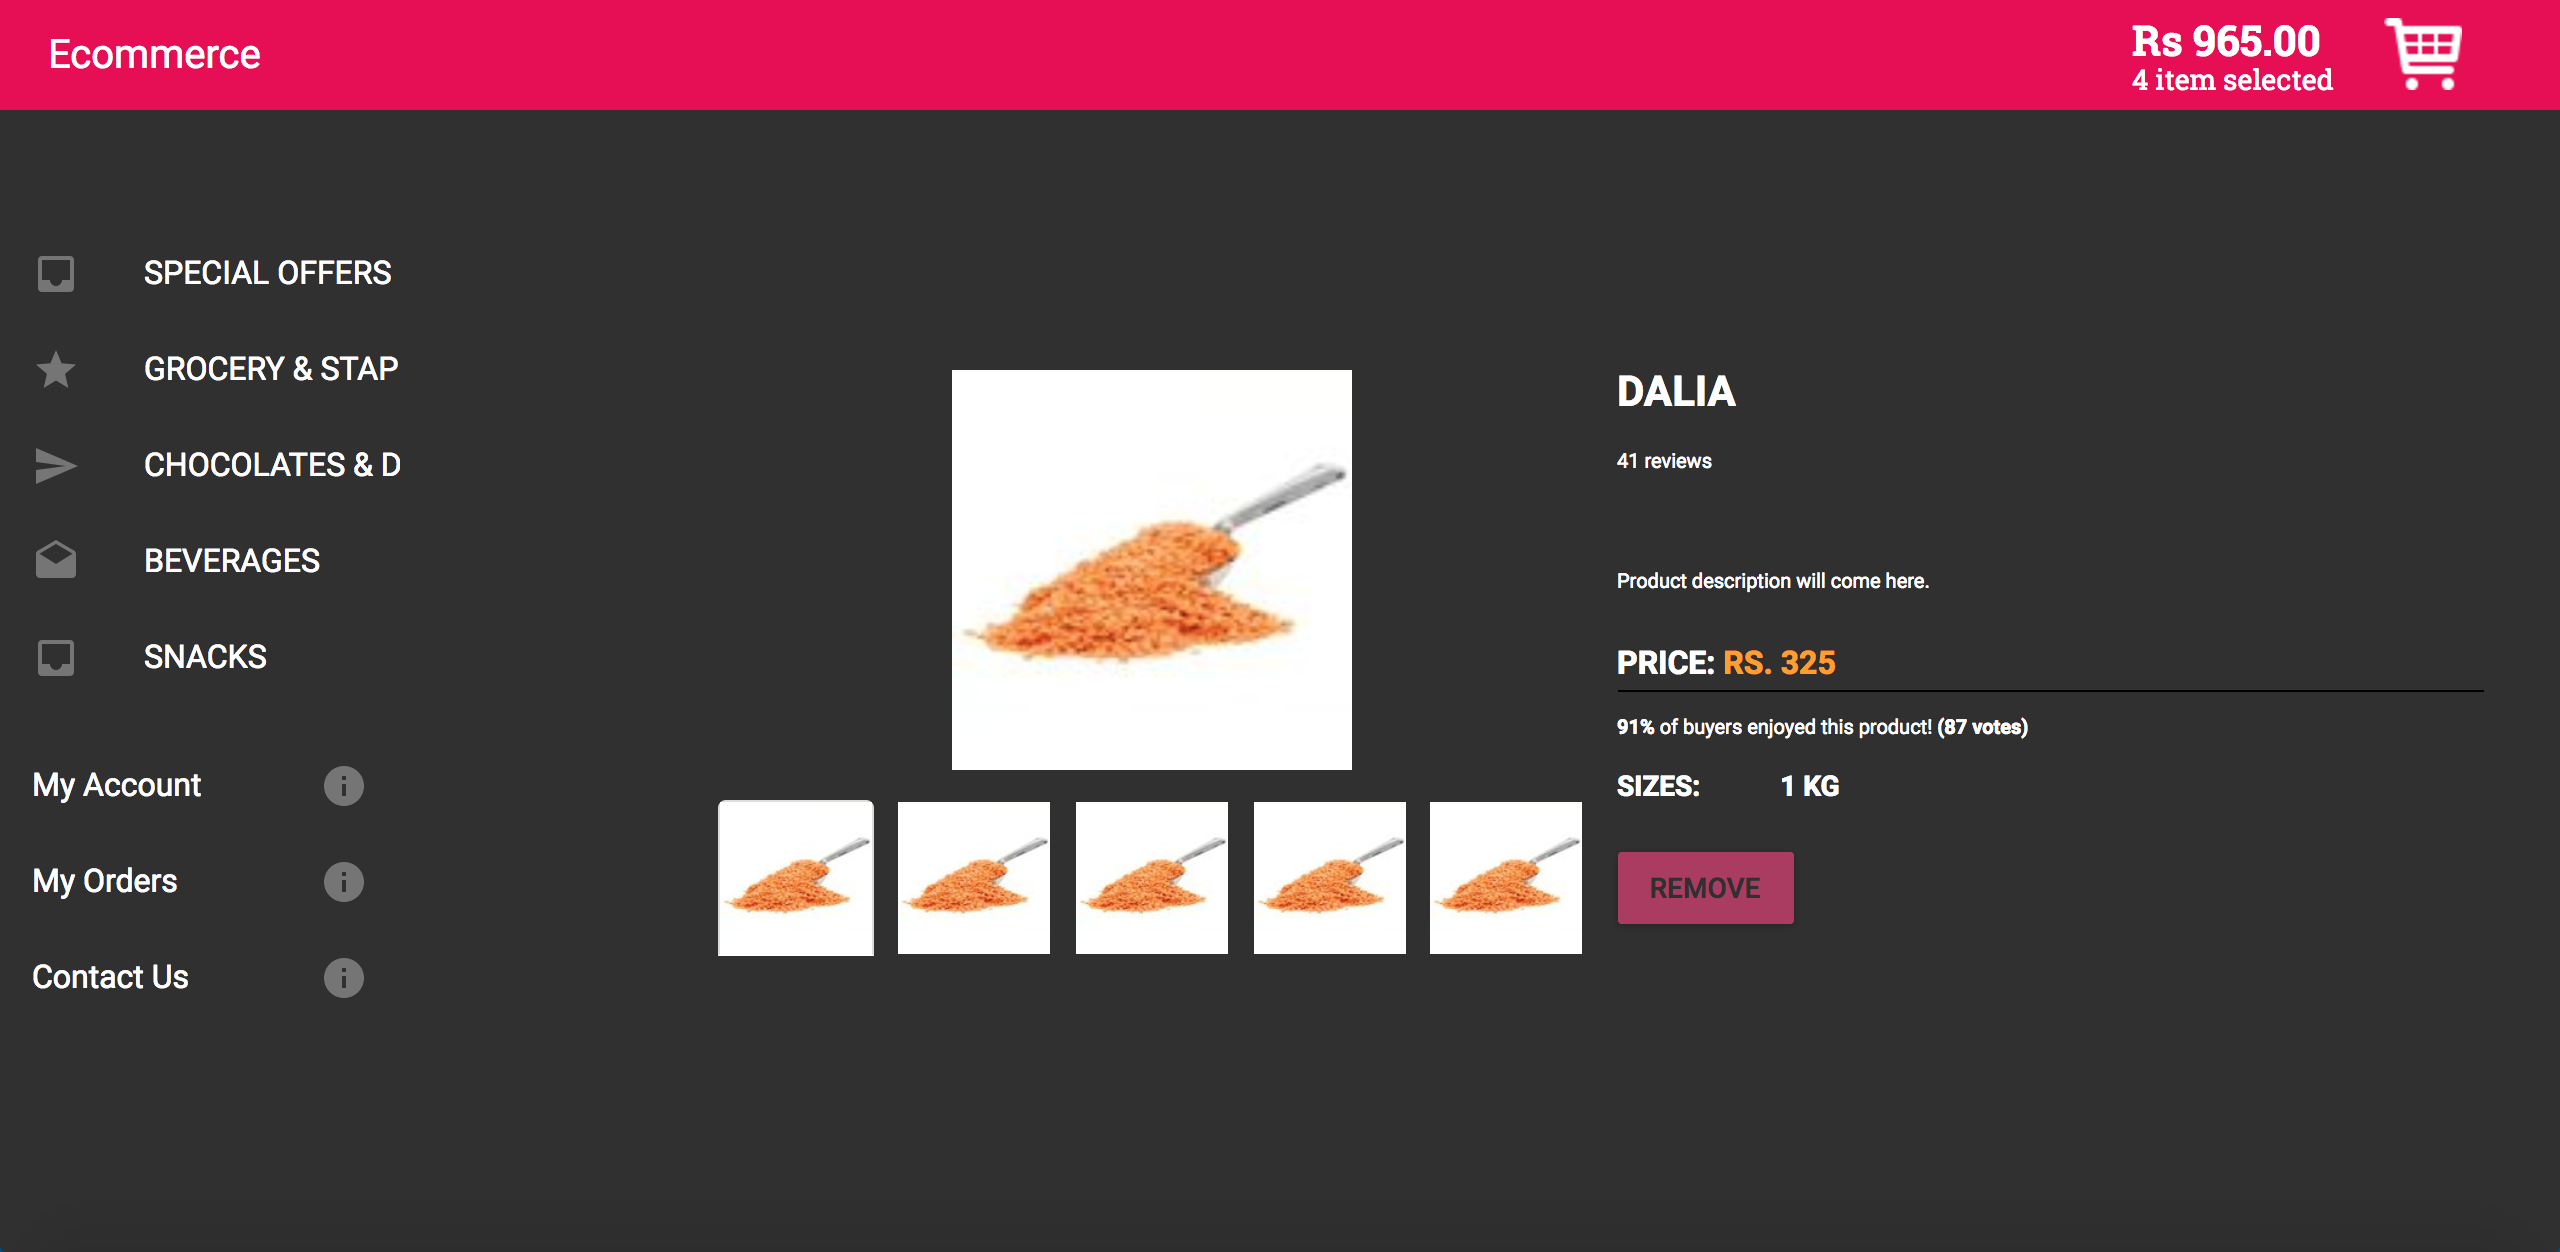 Ecommerce
Rs 965.00
4 item selected
SPECIAL OFFERS
GROCERY & STAP
CHOCOLATES & D
BEVERAGES
SNACKS
My Account
My Orders
Contact Us
DALIA
41 reviews
Product description will come here.
PRICE: RS. 325
91% of buyers enjoyed this product! (87 votes)
SIZES: 1 KG
REMOVE